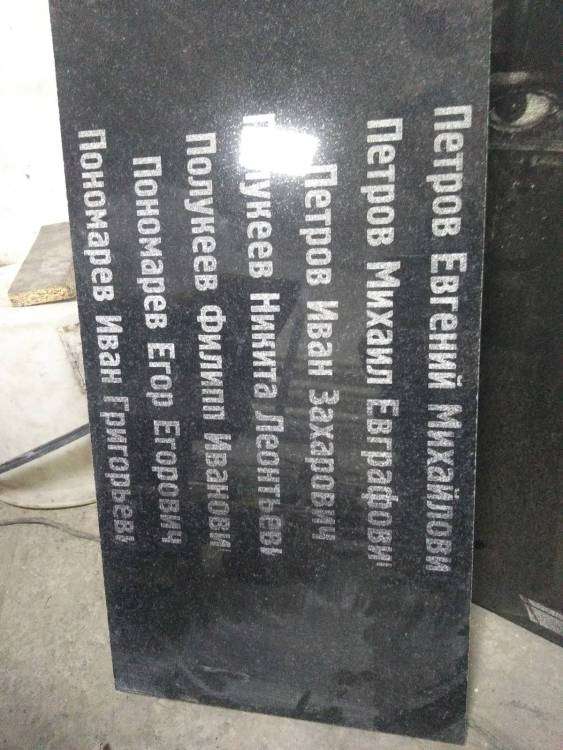 Петров Евгений Михайлови
Петров Михаил Евграфови
Петров Иван Захарович
Никита Леонтьеви
Полукеев Филипп Иванови
Пономарев Егор Егорович
Пономарев Иван Григорьеви